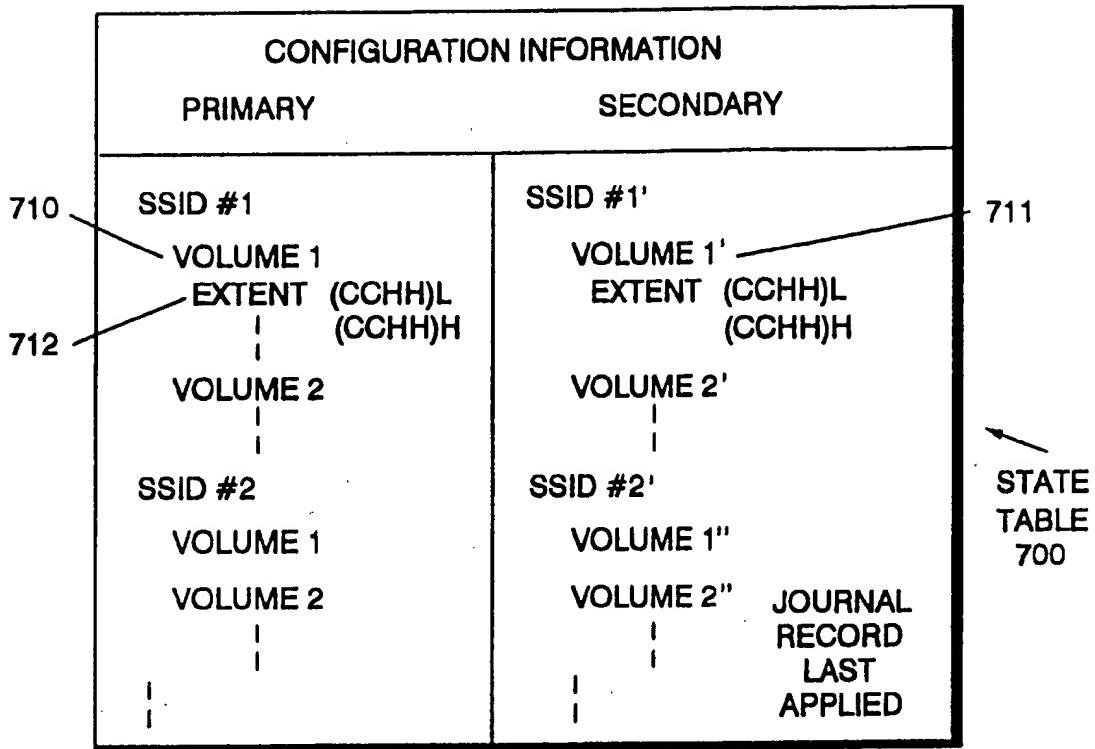 CONFIGURATION INFORMATION
PRIMARY SECONDARY
710
SSID #1
VOLUME 1
EXTENT (CCHH)L
(CCHH)H
712
VOLUME 2
SSID #2
VOLUME 1
VOLUME 2
SSID #1'
711
VOLUME 1'
EXTENT (CCHH)L
(CCHH)H
VOLUME 2'
SSID #2'
VOLUME 1"
VOLUME 2"
JOURNAL
RECORD
LAST
APPLIED
STATE
TABLE
700